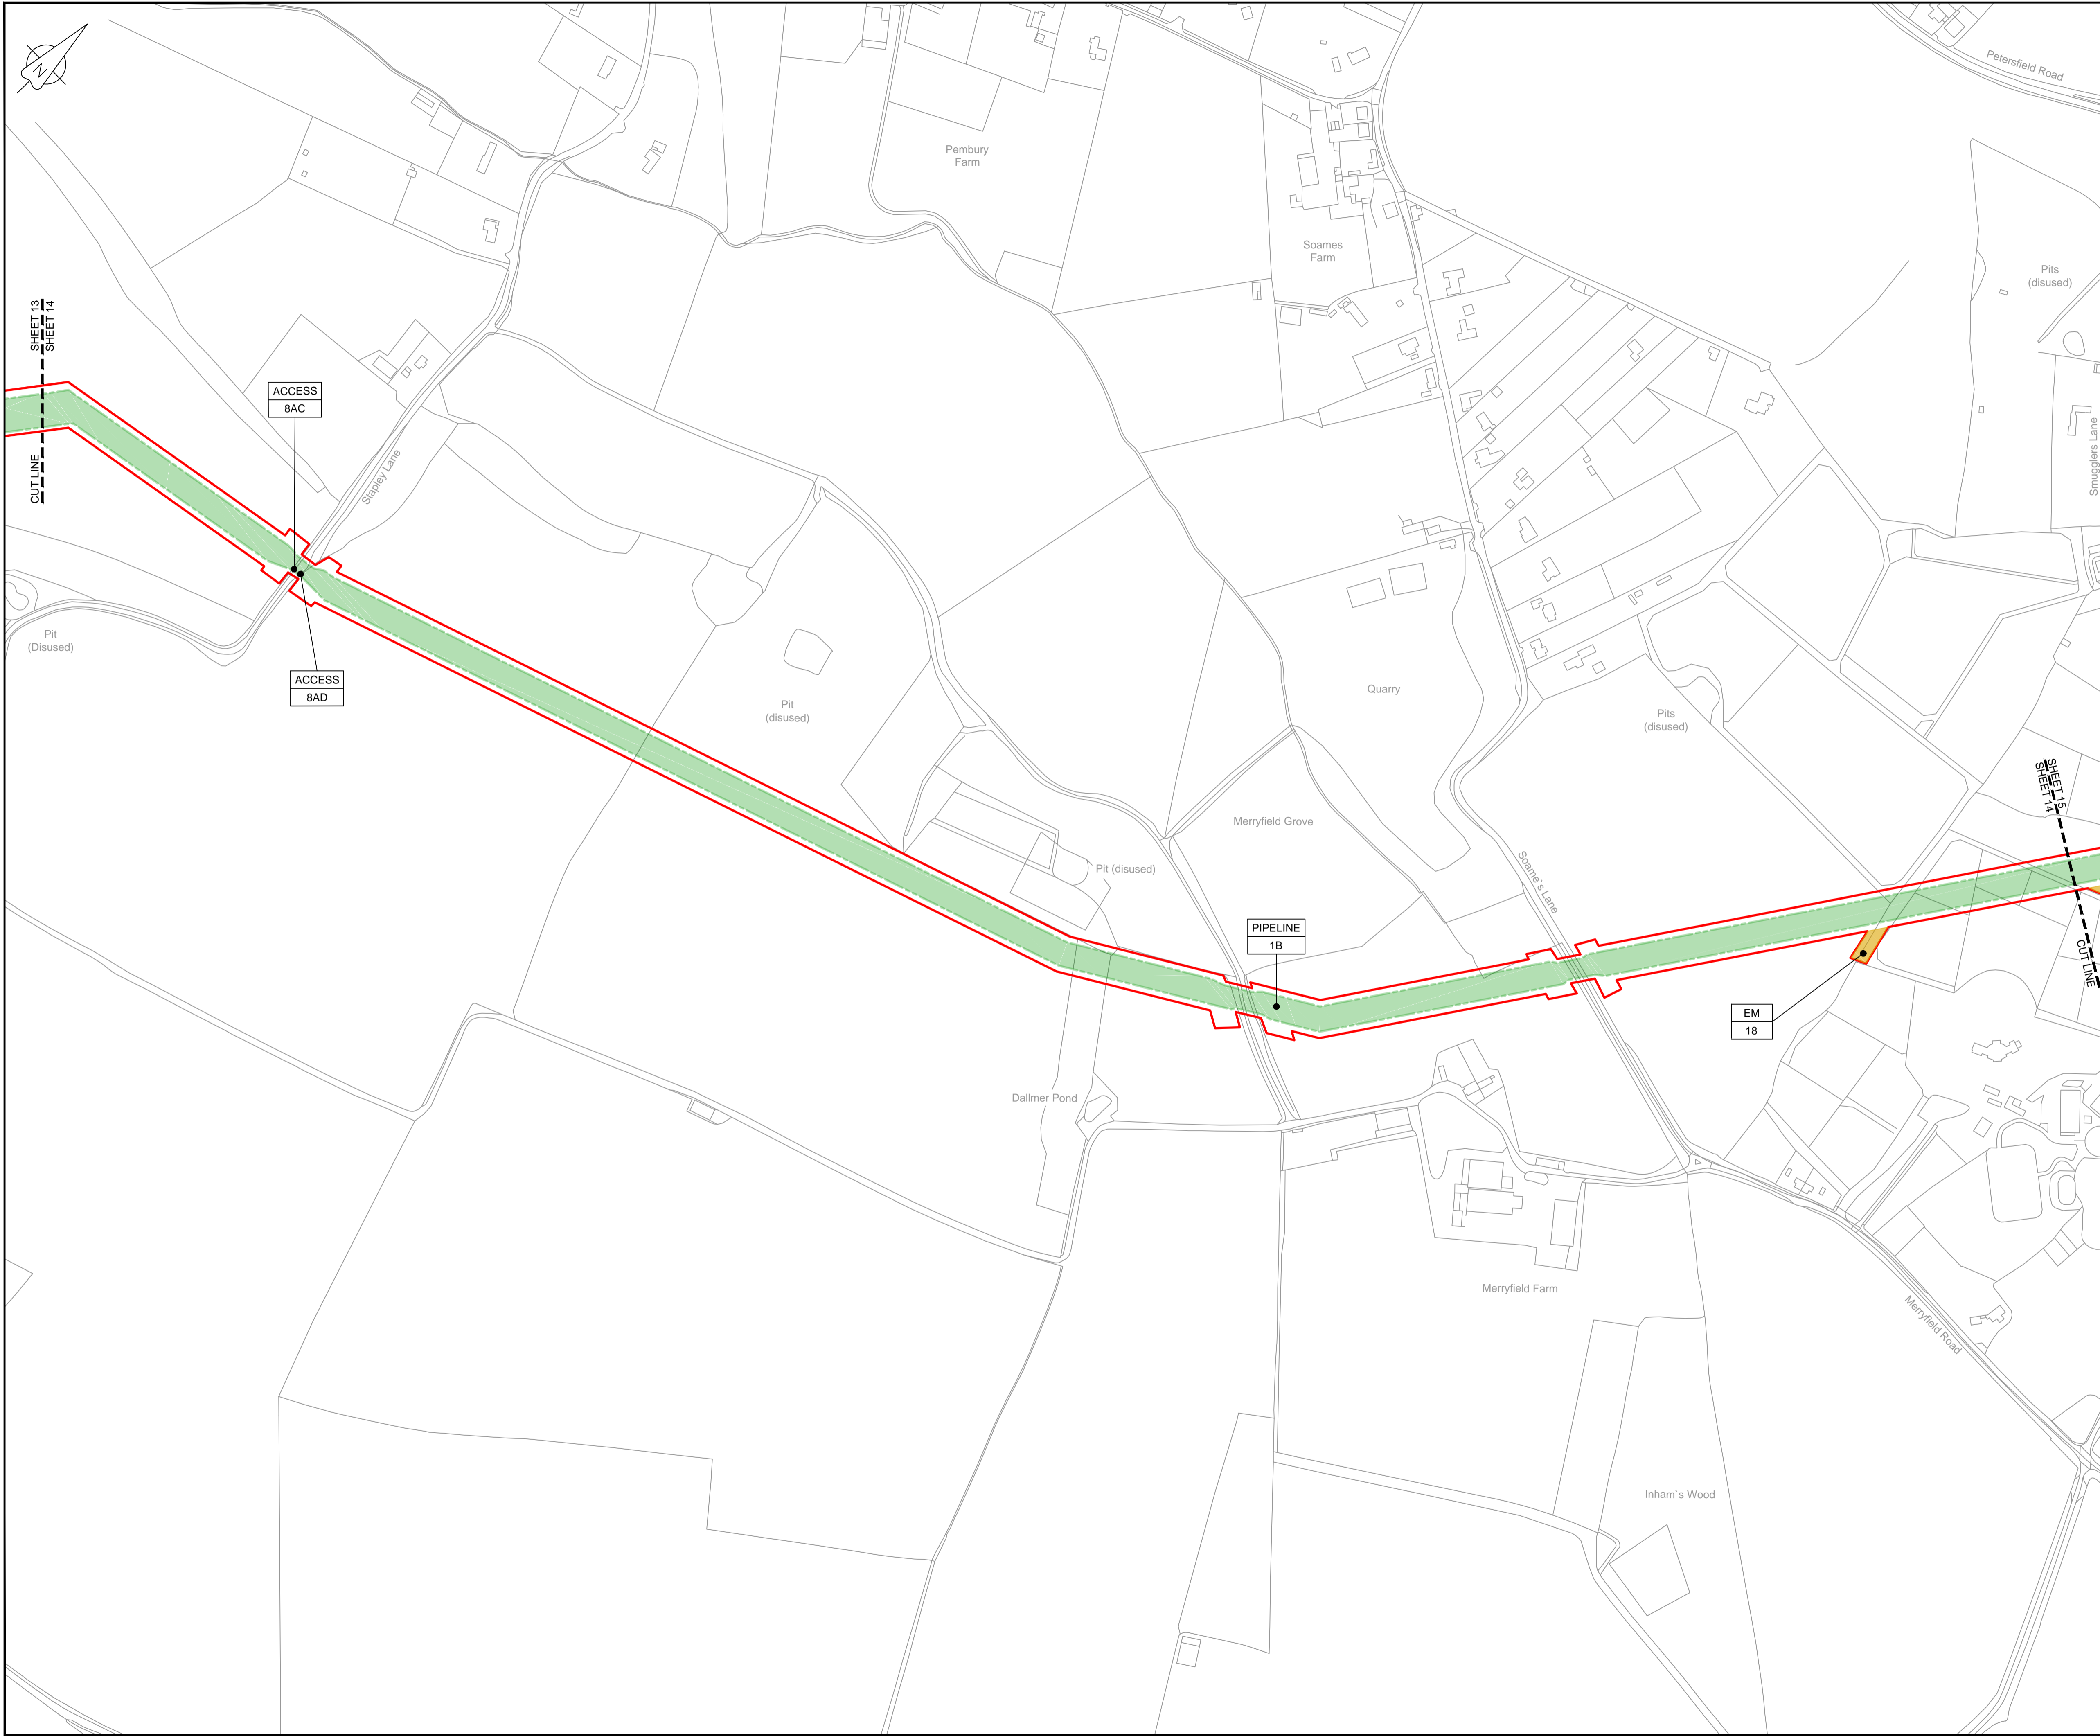 N
Petersfield Road
Pembury
Farm
Soames
Farm
Pits
(disused)
SHEET 13
SHEET 14
CUT LINE
ACCESS
8AC
Stapley Lane
Smugglers Lane
Pit
(Disused)
ACCESS
8AD
Pit
(disused)
Quarry
Pits
(disused)
SHEET 15
SHEET 14
CUT LINE
Merryfield Grove
Pit (disused)
Soame`s Lane
PIPELINE
1B
EM
18
Dallmer Pond
Merryfield Farm
Merryfield Road
Inham`s Wood